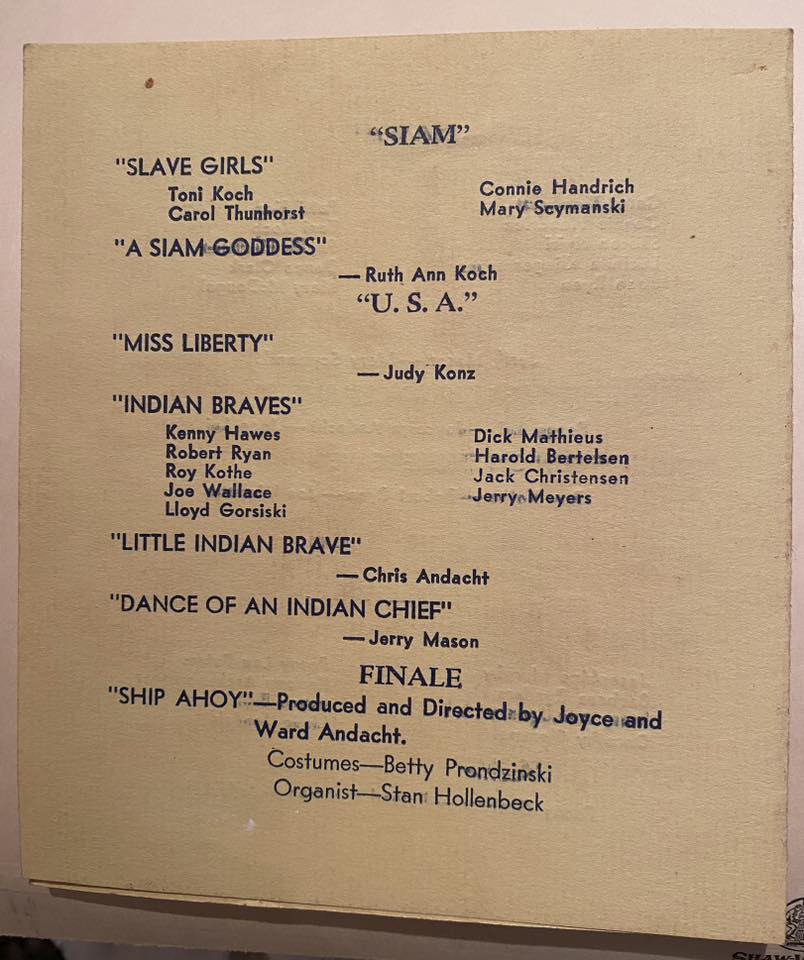 “SIAM”
"SLAVE GIRLS"
Toni Koch Connie Handrich
Carol Thunhorst Mary Scymanski
"A SIAM GODDESS"
— Ruth Ann Koch
“U. S. A.”
"MISS LIBERTY"
— Judy Konz
"INDIAN BRAVES"
Kenny Hawes Dick Mathieus
Robert Ryan Harold Bertelsen
Roy Kothe Jack Christensen
Joe Wallace Jerry Meyers
Lloyd Gorsiski
"LITTLE INDIAN BRAVE"
— Chris Andacht
"DANCE OF AN INDIAN CHIEF"
— Jerry Mason
FINALE
"SHIP AHOY"—Produced and Directed by Joyce and
Ward Andacht.
Costumes—Betty Prondzinski
Organist—Stan Hollenbeck